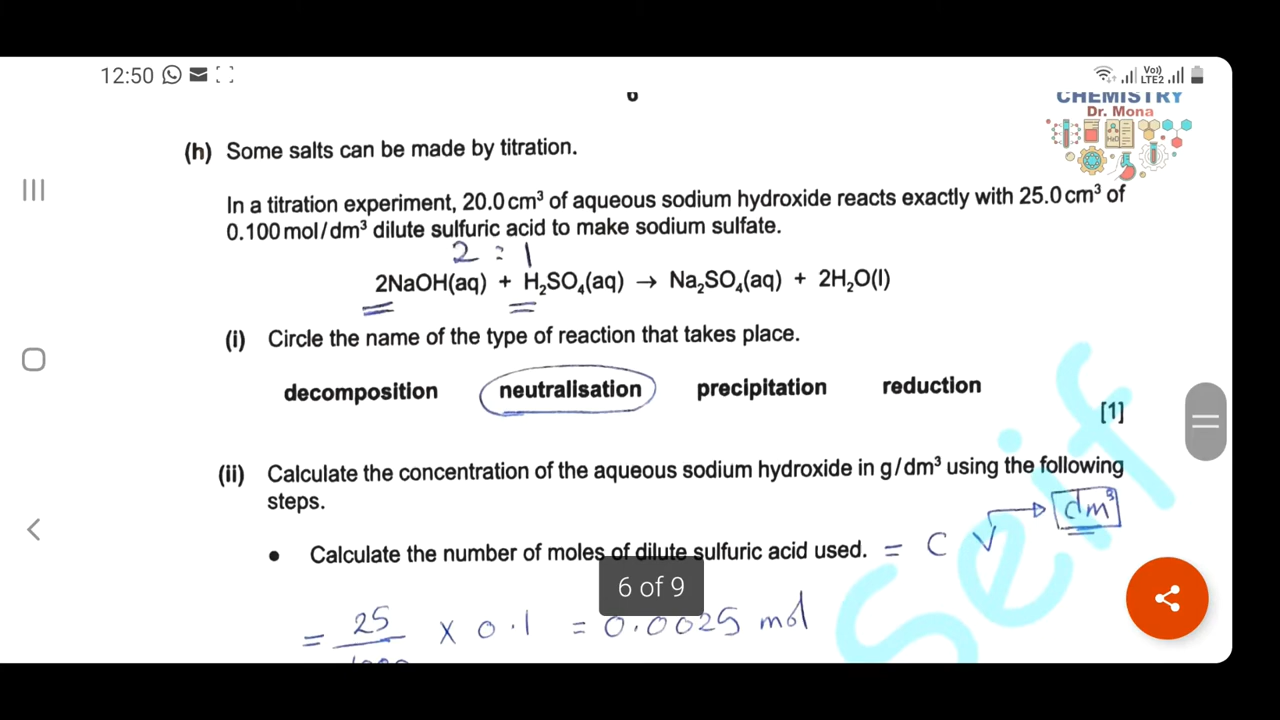 12:50
Vo))
LTE2
CHEMISTRY
Dr. Mona
(h) Some salts can be made by titration.
In a titration experiment, 20.0 cm³ of aqueous sodium hydroxide reacts exactly with 25.0 cm³ of
0.100 mol/dm³ dilute sulfuric acid to make sodium sulfate.
2 : 1
2NaOH(aq) + H₂SO₄(aq) → Na₂SO₄(aq) + 2H₂O(l)
(i) Circle the name of the type of reaction that takes place.
decomposition neutralisation precipitation reduction
[1]
(ii) Calculate the concentration of the aqueous sodium hydroxide in g/dm³ using the following
steps.
dm³
• Calculate the number of moles of dilute sulfuric acid used. = C V
6 of 9
= 25 × 0.1 = 0.0025 mol
Seif